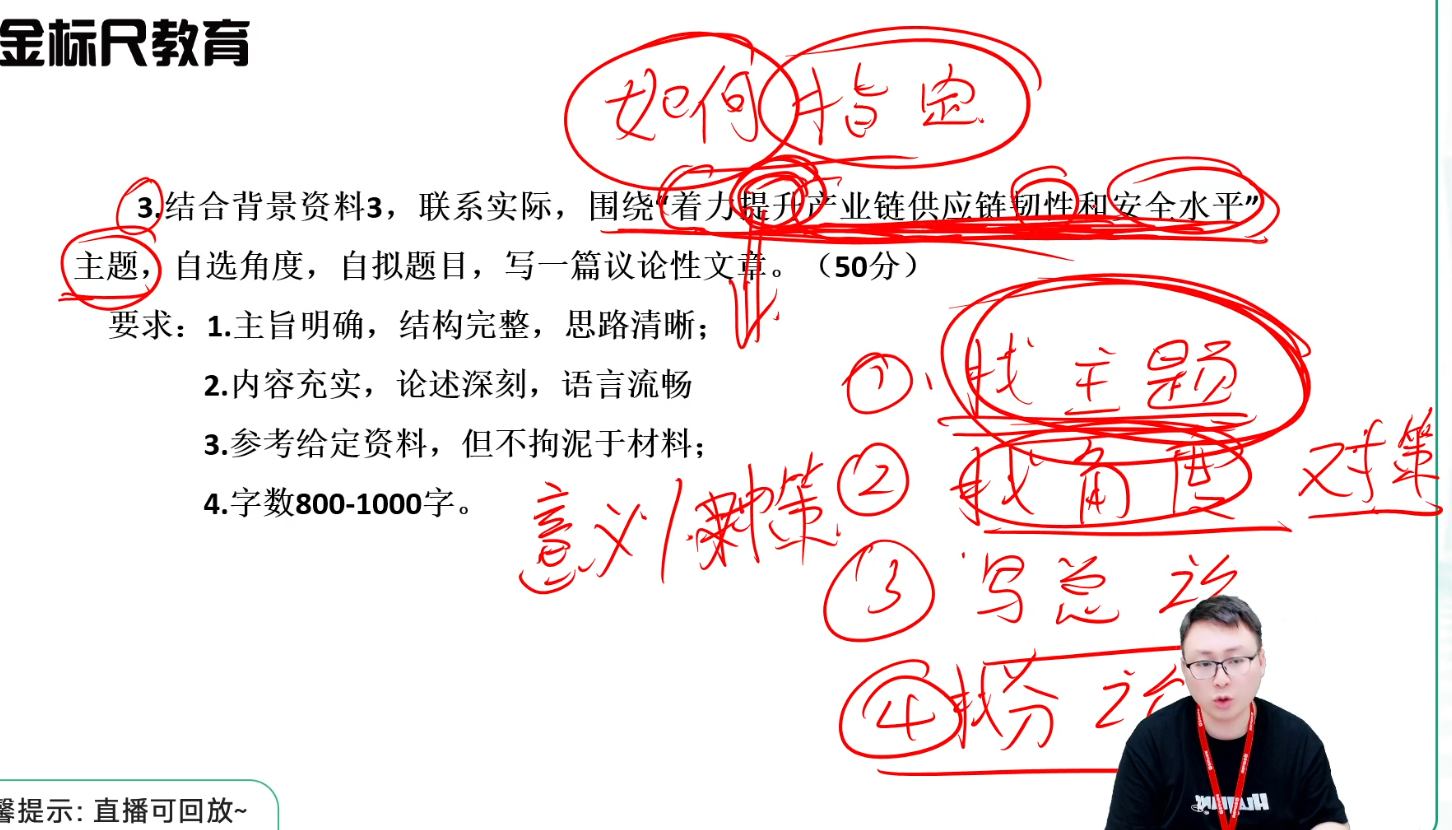 金标尺教育
如何 指定
3.结合背景资料3，联系实际，围绕“着力提升产业链供应链韧性和安全水平”
主题，自选角度，自拟题目，写一篇议论性文章。（50分）
要求：1.主旨明确，结构完整，思路清晰；
2.内容充实，论述深刻，语言流畅
3.参考给定资料，但不拘泥于材料；
4.字数800-1000字。
① 找主题
② 找角度 对策
意义/ 策
③ 写总论
④ 找分论
馨提示：直播可回放~